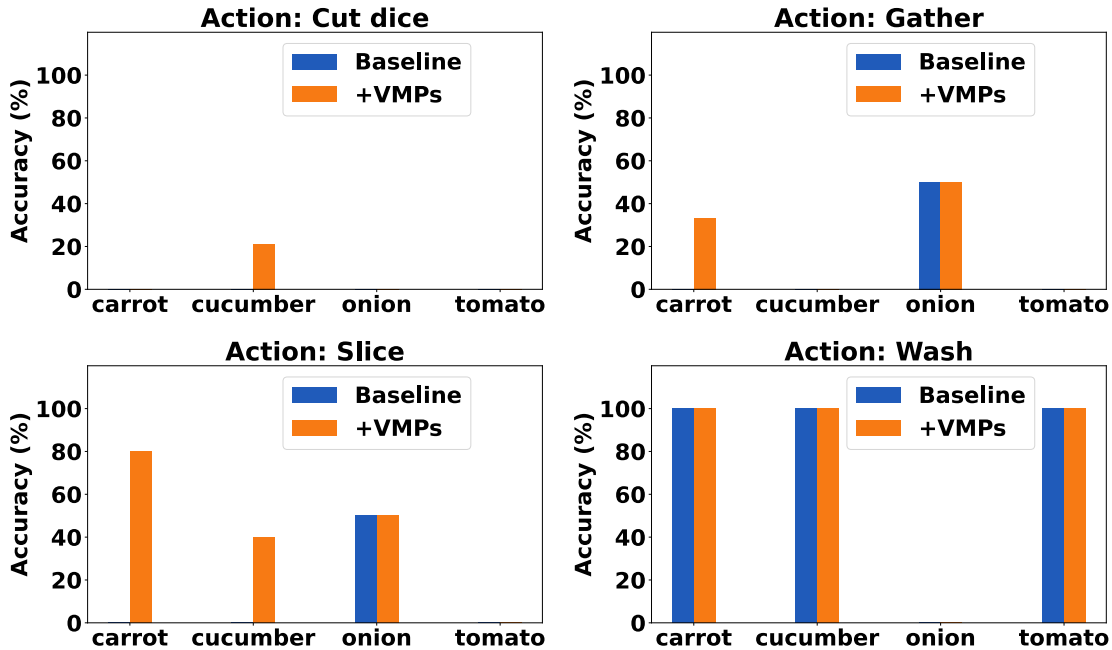 Action: Cut dice
Accuracy (%)
100
80
60
40
20
0
Baseline
+VMPs
carrot cucumber onion tomato
Action: Gather
Accuracy (%)
100
80
60
40
20
0
Baseline
+VMPs
carrot cucumber onion tomato
Action: Slice
Accuracy (%)
100
80
60
40
20
0
Baseline
+VMPs
carrot cucumber onion tomato
Action: Wash
Accuracy (%)
100
80
60
40
20
0
Baseline
+VMPs
carrot cucumber onion tomato